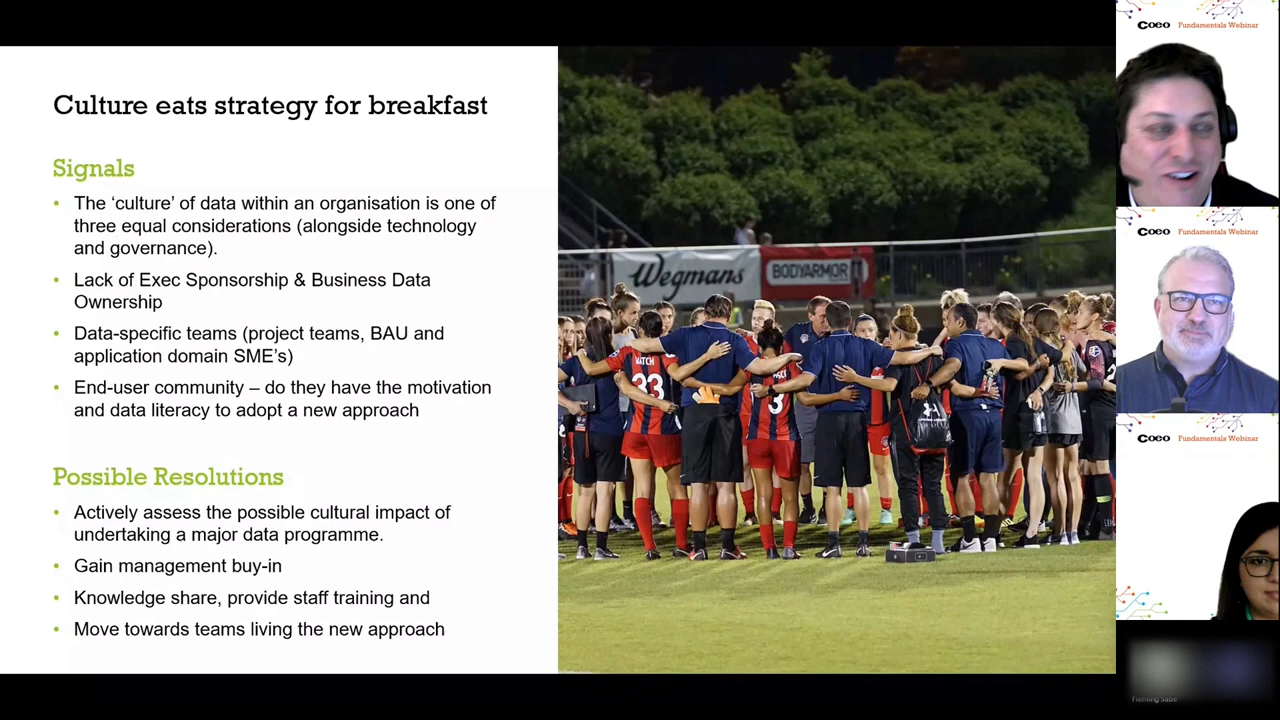 Culture eats strategy for breakfast
Signals
• The ‘culture’ of data within an organisation is one of
three equal considerations (alongside technology
and governance).
• Lack of Exec Sponsorship & Business Data
Ownership
• Data-specific teams (project teams, BAU and
application domain SME's)
• End-user community – do they have the motivation
and data literacy to adopt a new approach
Possible Resolutions
• Actively assess the possible cultural impact of
undertaking a major data programme.
• Gain management buy-in
• Knowledge share, provide staff training and
• Move towards teams living the new approach
Wegmans
BODYARMOR
33
3
coeo Fundamentals Webinar
coeo Fundamentals Webinar
coeo Fundamentals Webinar
Fleming Sabe